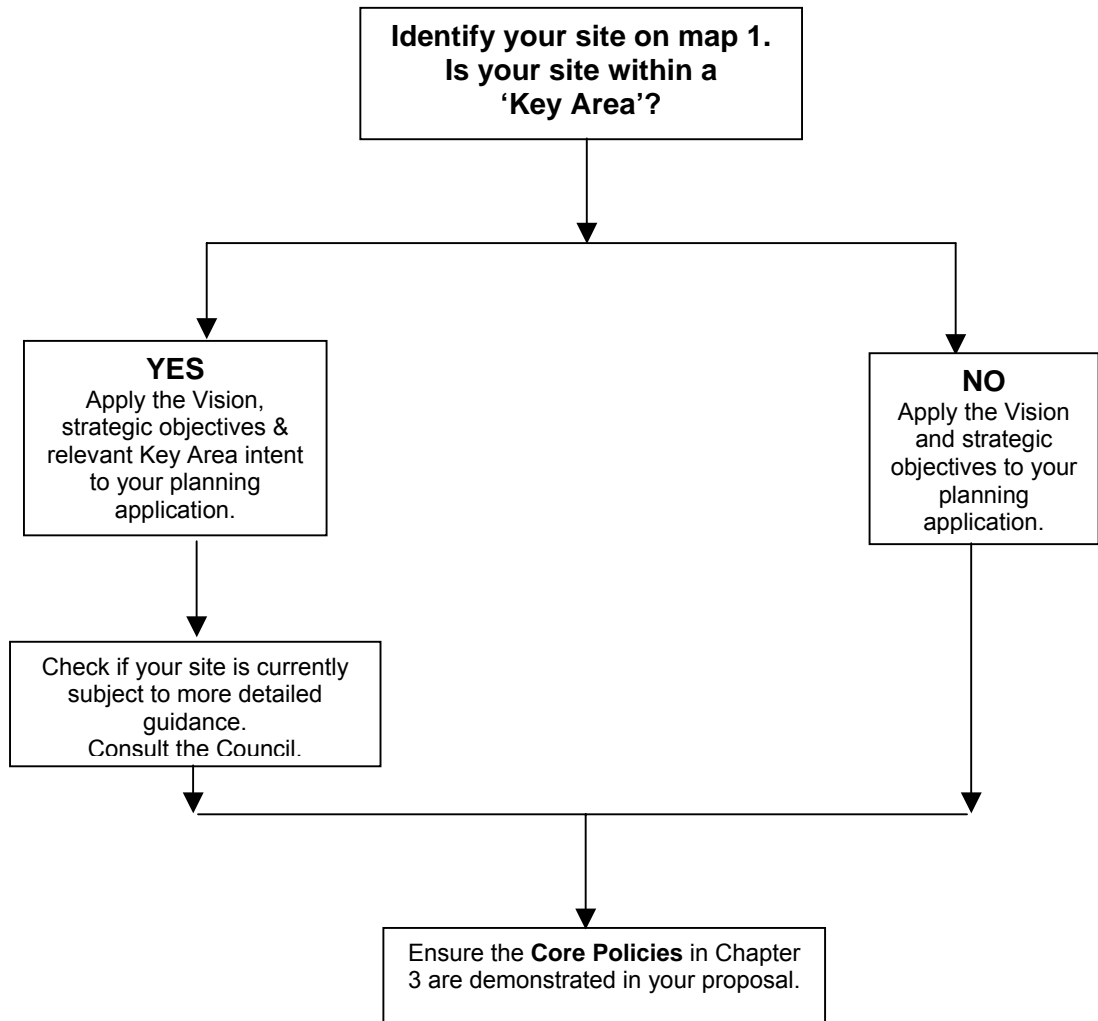 Identify your site on map 1.
Is your site within a
‘Key Area’?
YES
Apply the Vision,
strategic objectives &
relevant Key Area intent
to your planning
application.
NO
Apply the Vision
and strategic
objectives to your
planning
application.
Check if your site is currently
subject to more detailed
guidance.
Consult the Council.
Ensure the Core Policies in Chapter
3 are demonstrated in your proposal.